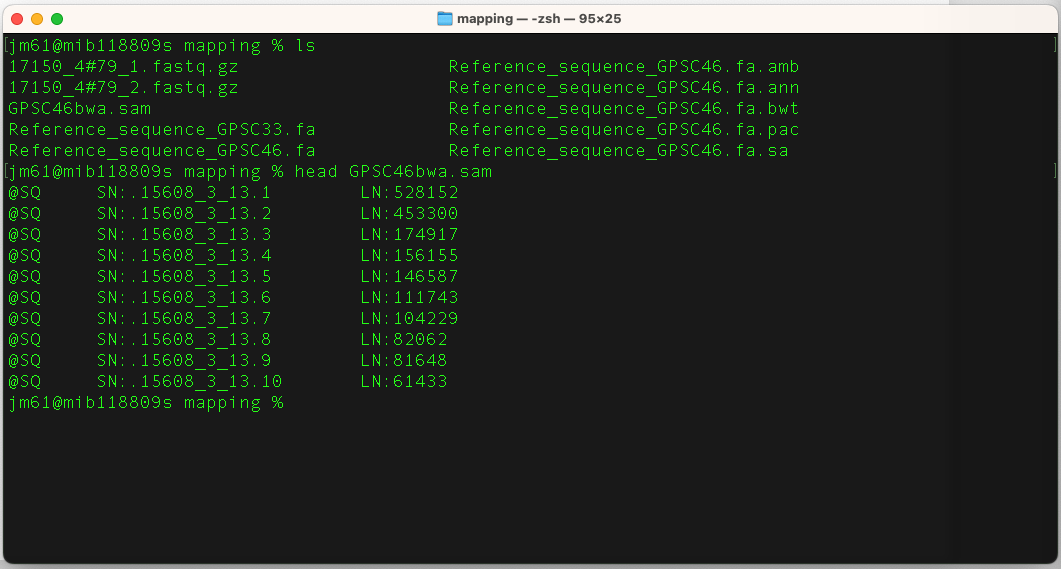 mapping — -zsh — 95×25
[jm61@mib118809s mapping % ls ]
17150_4#79_1.fastq.gz Reference_sequence_GPSC46.fa.amb
17150_4#79_2.fastq.gz Reference_sequence_GPSC46.fa.ann
GPSC46bwa.sam Reference_sequence_GPSC46.fa.bwt
Reference_sequence_GPSC33.fa Reference_sequence_GPSC46.fa.pac
Reference_sequence_GPSC46.fa Reference_sequence_GPSC46.fa.sa
[jm61@mib118809s mapping % head GPSC46bwa.sam ]
@SQ SN:.15608_3_13.1 LN:528152
@SQ SN:.15608_3_13.2 LN:453300
@SQ SN:.15608_3_13.3 LN:174917
@SQ SN:.15608_3_13.4 LN:156155
@SQ SN:.15608_3_13.5 LN:146587
@SQ SN:.15608_3_13.6 LN:111743
@SQ SN:.15608_3_13.7 LN:104229
@SQ SN:.15608_3_13.8 LN:82062
@SQ SN:.15608_3_13.9 LN:81648
@SQ SN:.15608_3_13.10 LN:61433
jm61@mib118809s mapping %